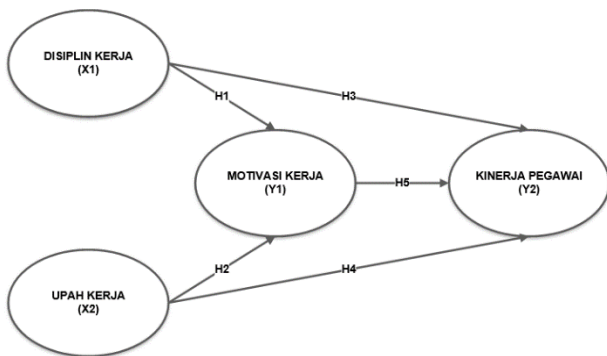 DISIPLIN KERJA
(X1)
H1
H3
MOTIVASI KERJA
(Y1)
H5
KINERJA PEGAWAI
(Y2)
H2
H4
UPAH KERJA
(X2)